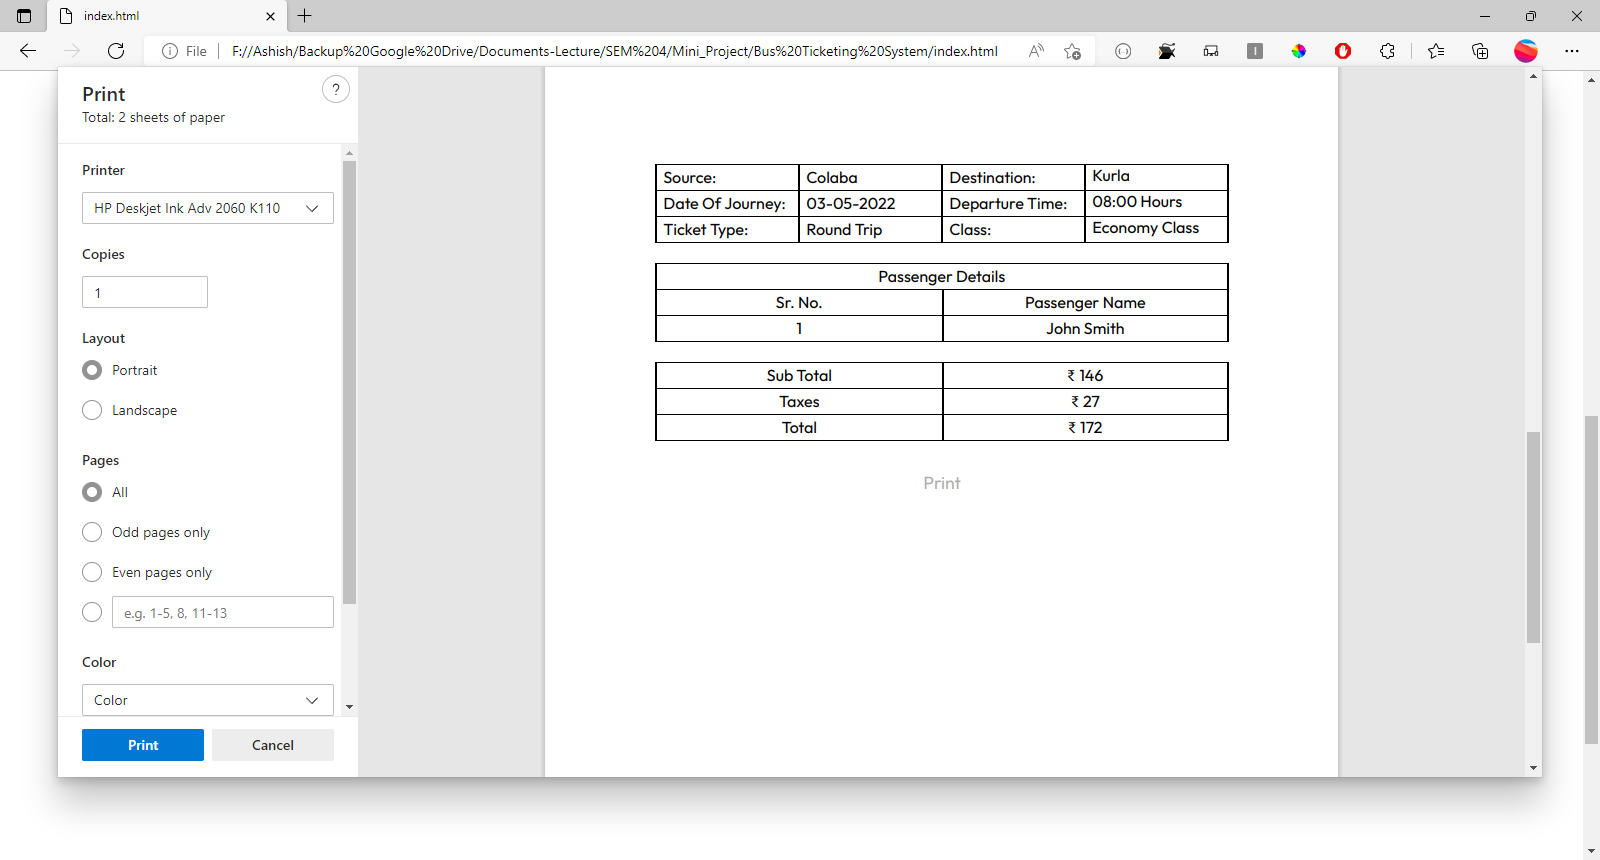 index.html
File
F://Ashish/Backup%20Google%20Drive/Documents-Lecture/SEM%204/Mini_Project/Bus%20Ticketing%20System/index.html
Print
Total: 2 sheets of paper
?
Printer
HP Deskjet Ink Adv 2060 K110
Copies
1
Layout
Portrait
Landscape
Pages
All
Odd pages only
Even pages only
e.g. 1-5, 8, 11-13
Color
Color
Print Cancel
Source: Colaba Destination: Kurla
Date Of Journey: 03-05-2022 Departure Time: 08:00 Hours
Ticket Type: Round Trip Class: Economy Class
Passenger Details
Sr. No. Passenger Name
1 John Smith
Sub Total ₹ 146
Taxes ₹ 27
Total ₹ 172
Print